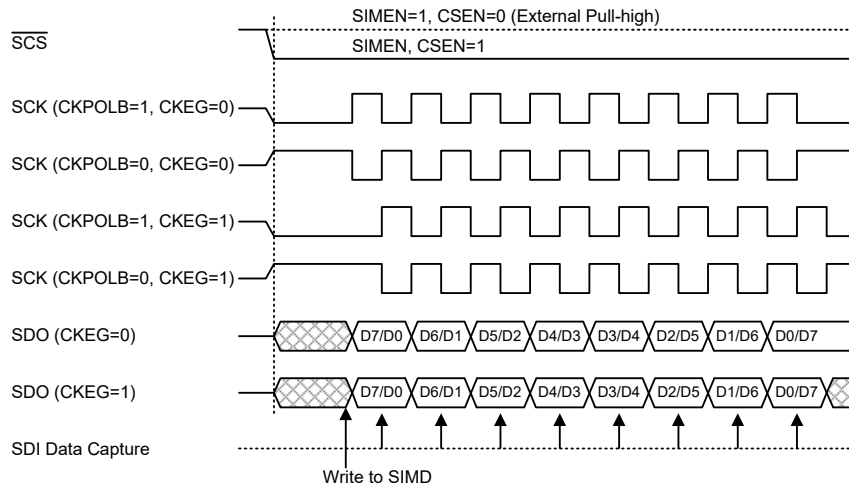 SIMEN=1, CSEN=0 (External Pull-high)
SCS
SIMEN, CSEN=1
SCK (CKPOLB=1, CKEG=0)
SCK (CKPOLB=0, CKEG=0)
SCK (CKPOLB=1, CKEG=1)
SCK (CKPOLB=0, CKEG=1)
SDO (CKEG=0) D7/D0 D6/D1 D5/D2 D4/D3 D3/D4 D2/D5 D1/D6 D0/D7
SDO (CKEG=1) D7/D0 D6/D1 D5/D2 D4/D3 D3/D4 D2/D5 D1/D6 D0/D7
SDI Data Capture
Write to SIMD